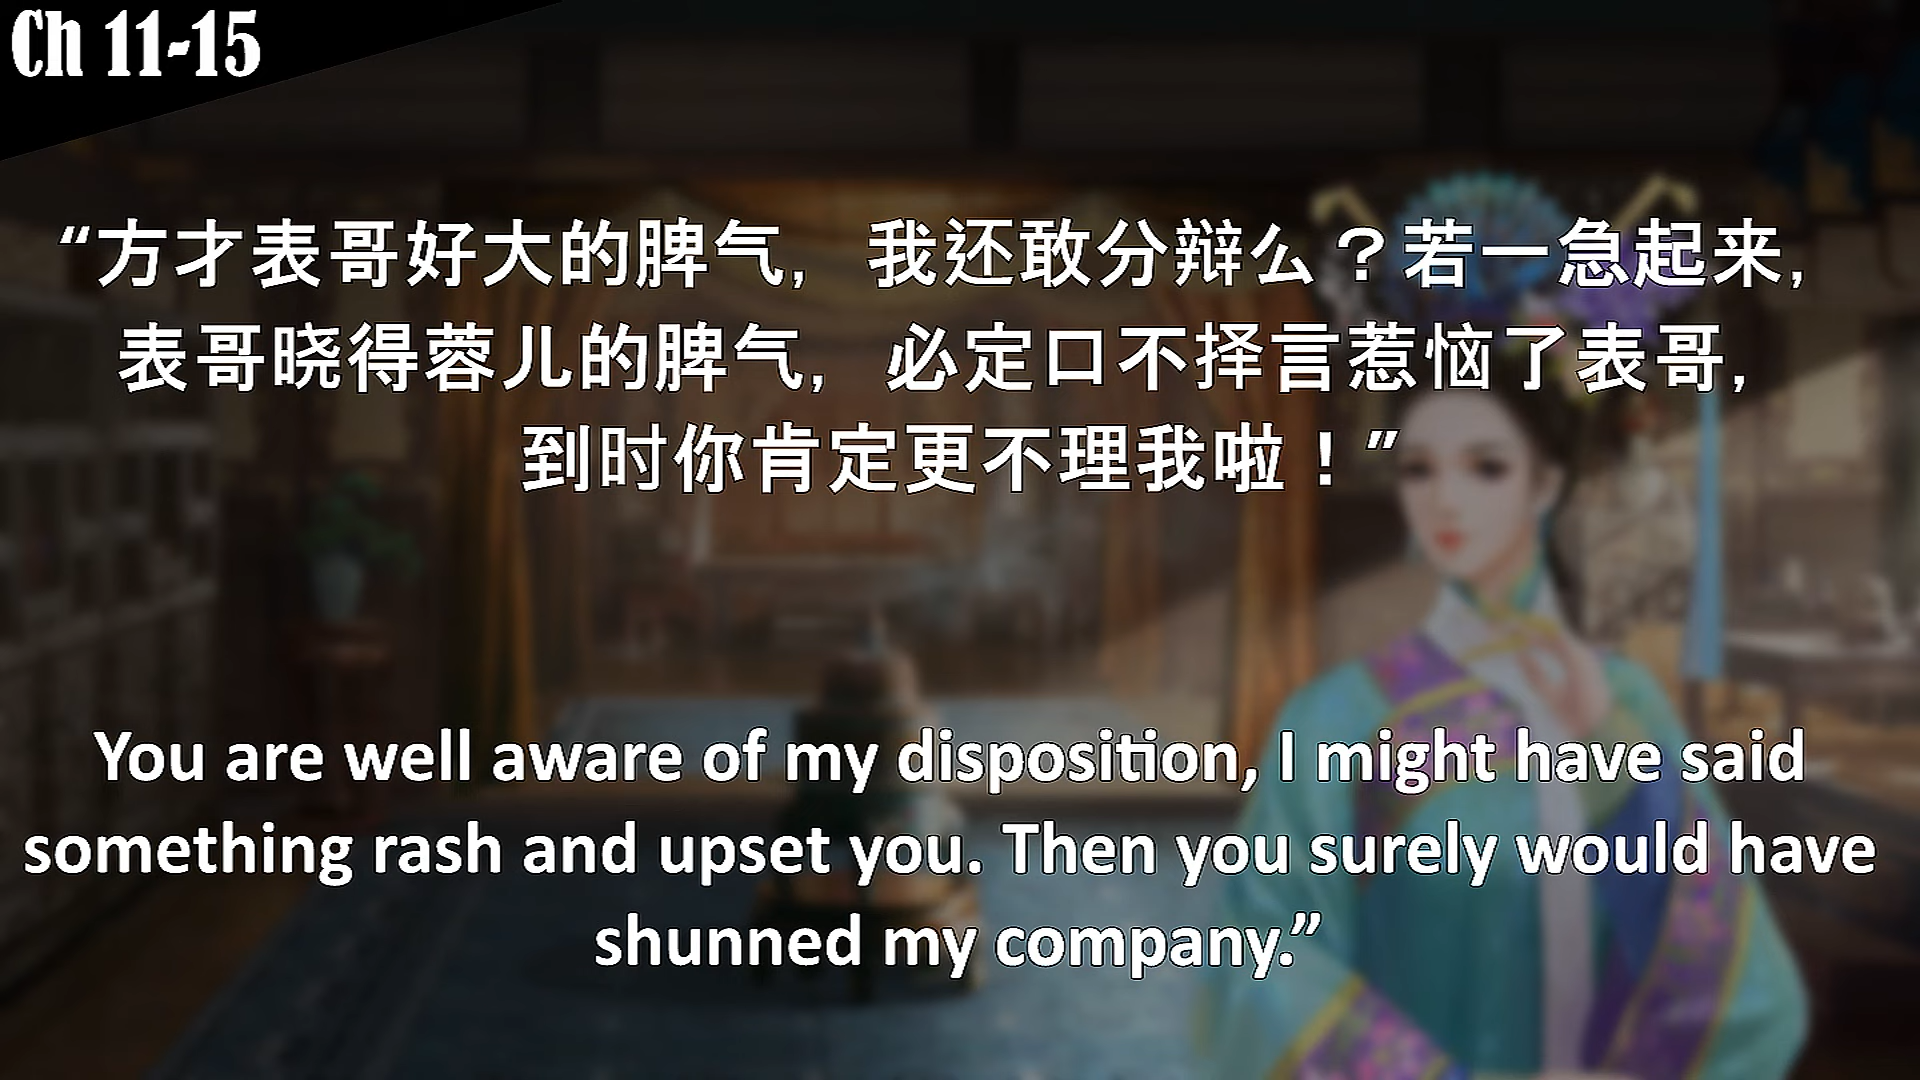 Ch 11-15
“方才表哥好大的脾气，我还敢分辩么？若一急起来，
表哥晓得蓉儿的脾气，必定口不择言惹恼了表哥，
到时你肯定更不理我啦！”
You are well aware of my disposition, I might have said
something rash and upset you. Then you surely would have
shunned my company.”